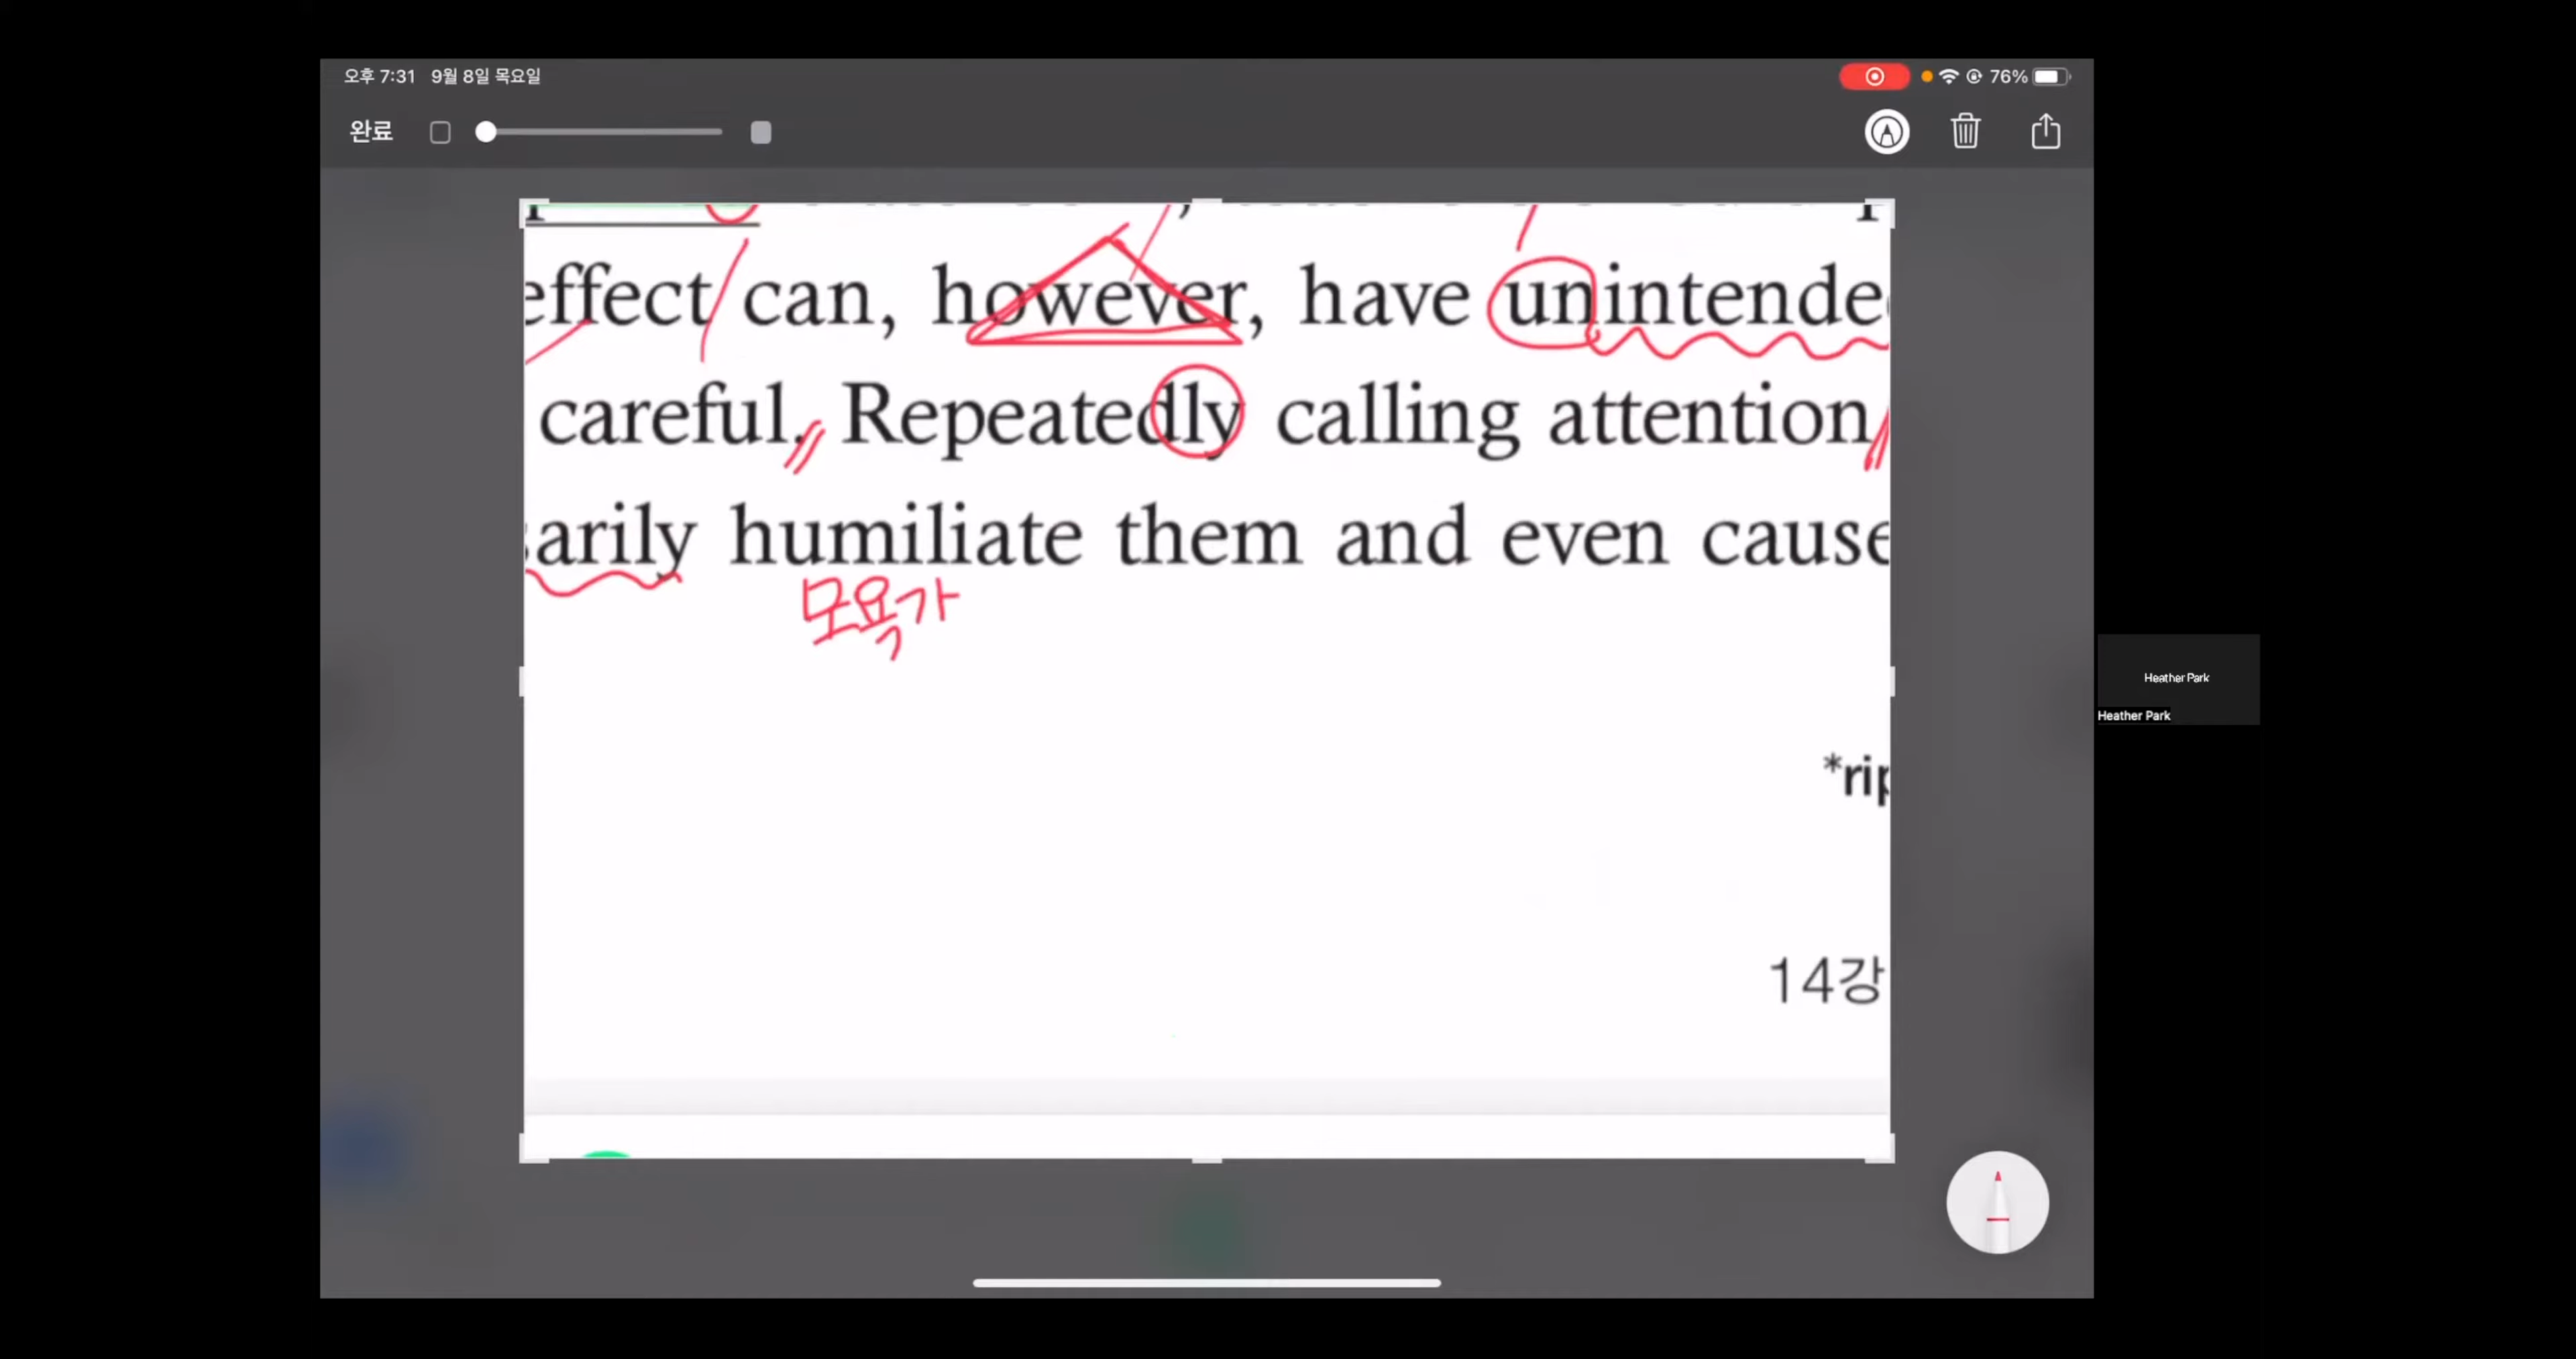 오후 7:31 9월 8일 목요일
76%
완료
effect can, however, have unintende
careful. Repeatedly calling attention
sarily humiliate them and even cause
모욕가
*rip
14강
Heather Park
Heather Park